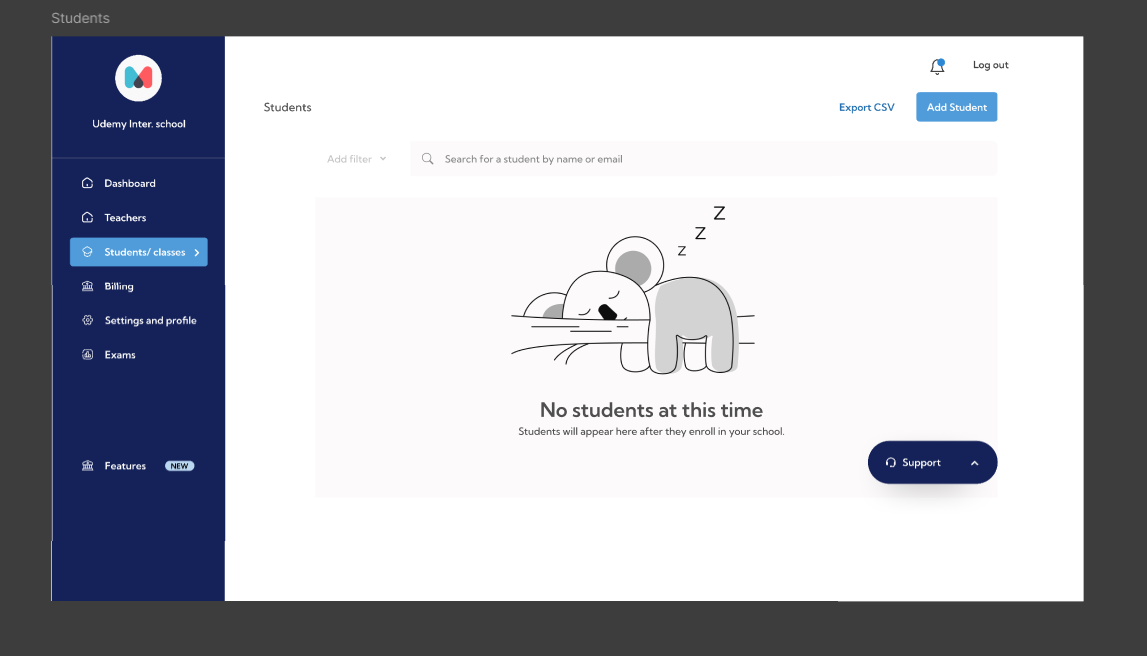 Students
Udemy Inter. school
Dashboard
Teachers
Students/ classes
Billing
Settings and profile
Exams
Features NEW
Log out
Students
Export CSV
Add Student
Add filter
Search for a student by name or email
Z
Z
Z
No students at this time
Students will appear here after they enroll in your school.
Support